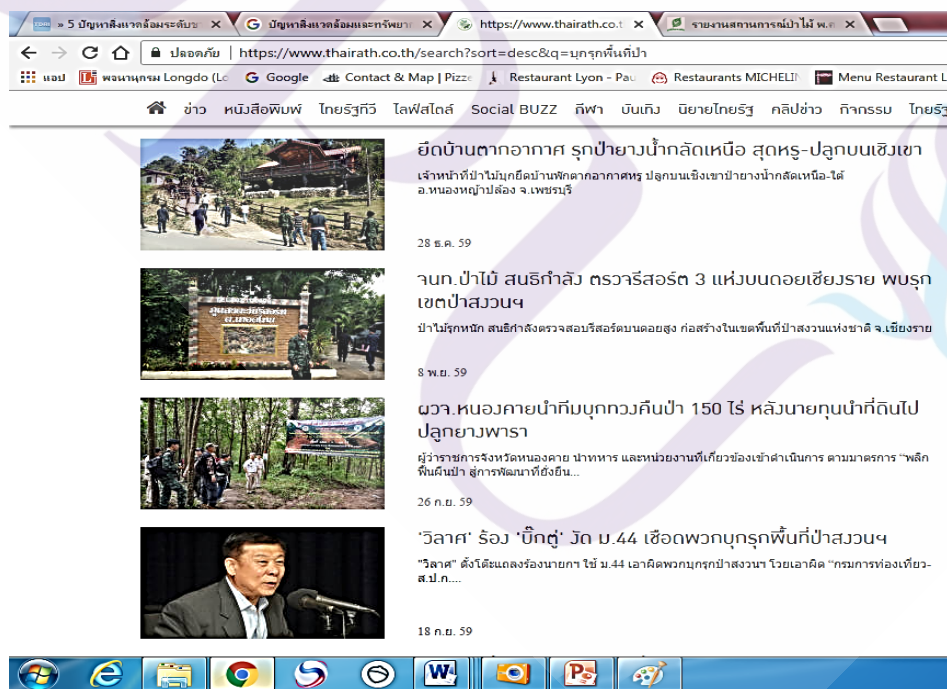 » 5 ปัญหาสิ่งแวดล้อมระดับช
ปัญหาสิ่งแวดล้อมและทรัพยาก
https://www.thairath.co.t
รายงานสถานการณ์ป่าไม้ พ.ศ
ปลอดภัย | https://www.thairath.co.th/search?sort=desc&q=บุกรุกพื้นที่ป่า
แอป
พจนานุกรม Longdo (Lo
Google
Contact & Map | Pizze
Restaurant Lyon - Pau
Restaurants MICHELIN
Menu Restaurant L
ข่าว หนังสือพิมพ์ ไทยรัฐทีวี ไลฟ์สไตล์ Social BUZZ กีฬา บันเทิง นิยายไทยรัฐ คลิปข่าว กิจกรรม ไทยรัฐ
ยึดบ้านตากอากาศ รุกป่ายางน้ำกลัดเหนือ สุดหรู-ปลูกบนเชิงเขา
เจ้าหน้าที่ป่าไม้บุกยึดบ้านพักตากอากาศหรู ปลูกบนเชิงเขาป่ายางน้ำกลัดเหนือ-ใต้
อ.หนองหญ้าปล้อง จ.เพชรบุรี
28 ธ.ค. 59
จนท.ป่าไม้ สนธิกำลัง ตรวจรีสอร์ต 3 แห่งบนดอยเชียงราย พบรุก
เขตป่าสงวนฯ
ป่าไม้รุกหนัก สนธิกำลังตรวจสอบรีสอร์ตบนดอยสูง ก่อสร้างในเขตพื้นที่ป่าสงวนแห่งชาติ จ.เชียงราย
8 พ.ย. 59
ผวจ.หนองคายนำทีมบุกทวงคืนป่า 150 ไร่ หลังนายทุนนำที่ดินไป
ปลูกยางพารา
ผู้ว่าราชการจังหวัดหนองคาย นำทหาร และหน่วยงานที่เกี่ยวข้องเข้าดำเนินการ ตามมาตรการ “พลิก
ฟื้นผืนป่า สู่การพัฒนาที่ยั่งยืน...
26 ก.ย. 59
'วิลาศ' ร้อง 'บิ๊กตู่' งัด ม.44 เชือดพวกบุกรุกพื้นที่ป่าสงวนฯ
"วิลาศ" ตั้งโต๊ะแถลงร้องนายกฯ ใช้ ม.44 เอาผิดพวกบุกรุกป่าสงวนฯ โวยเอาผิด “กรมการท่องเที่ยว-
ส.ป.ก....
18 ก.ย. 59